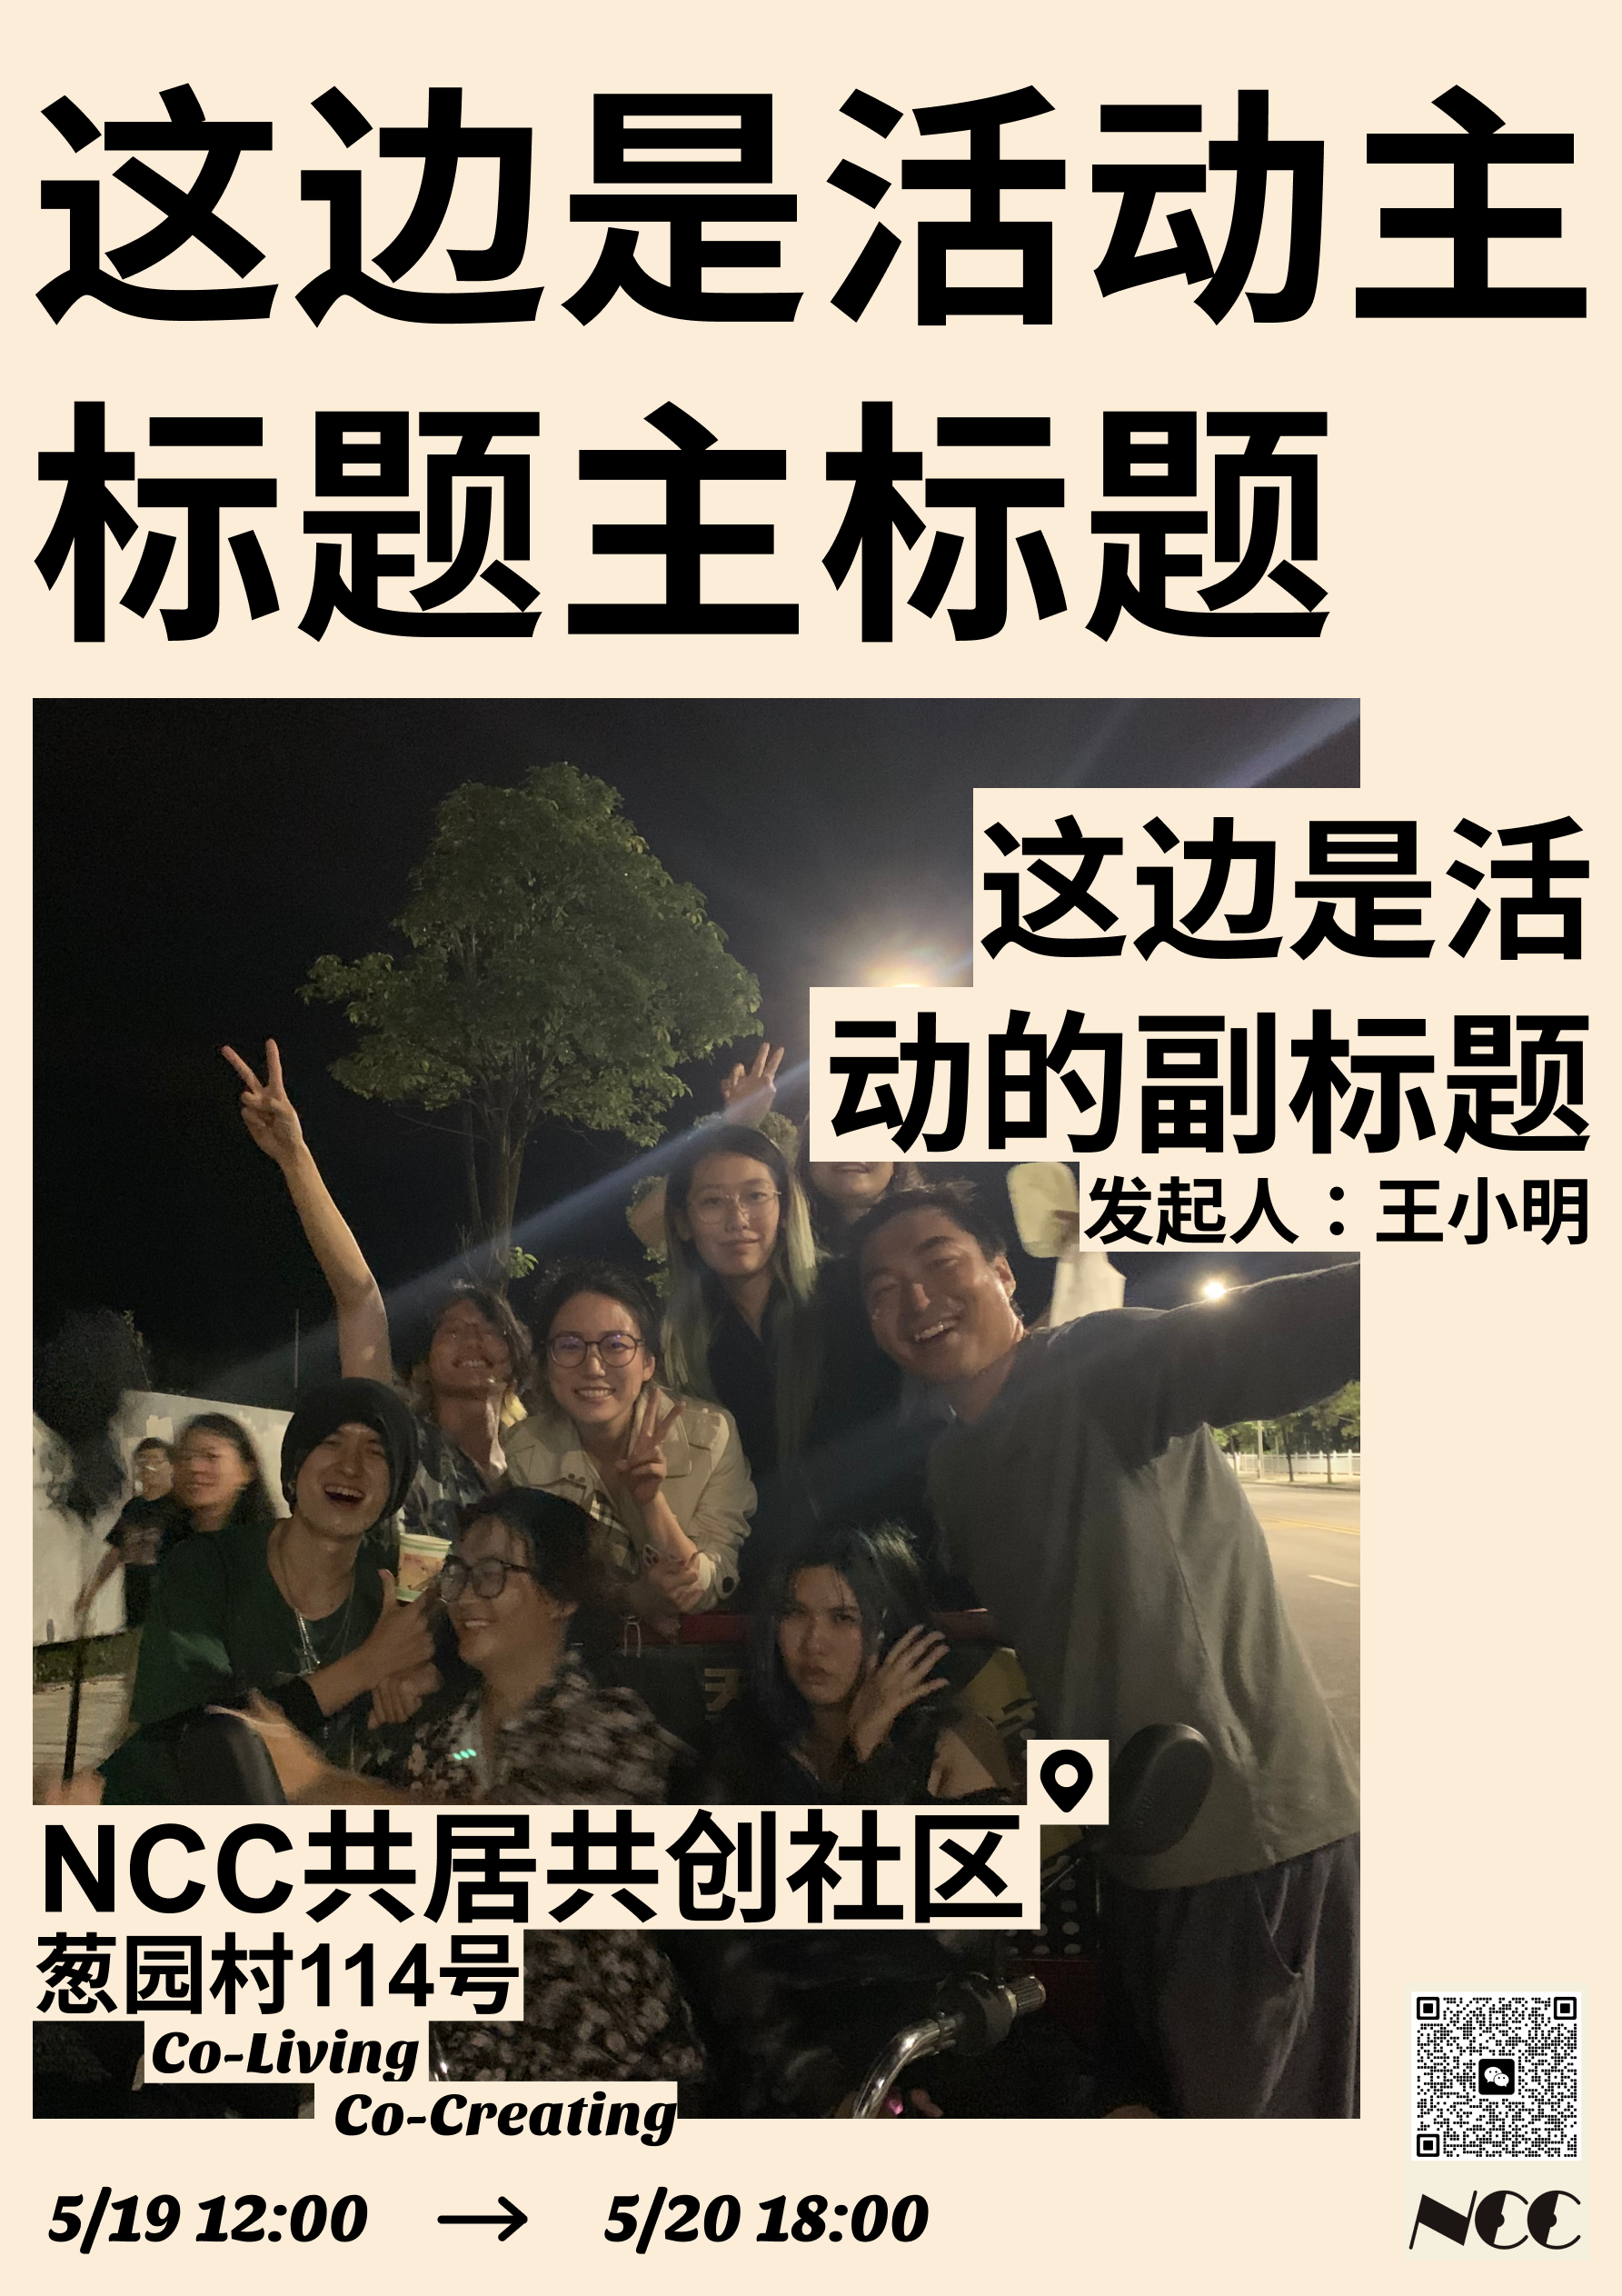 这边是活动主
标题主标题
这边是活
动的副标题
发起人：王小明
NCC共居共创社区
葱园村114号
Co-Living
Co-Creating
5/19 12:00 → 5/20 18:00
NCC